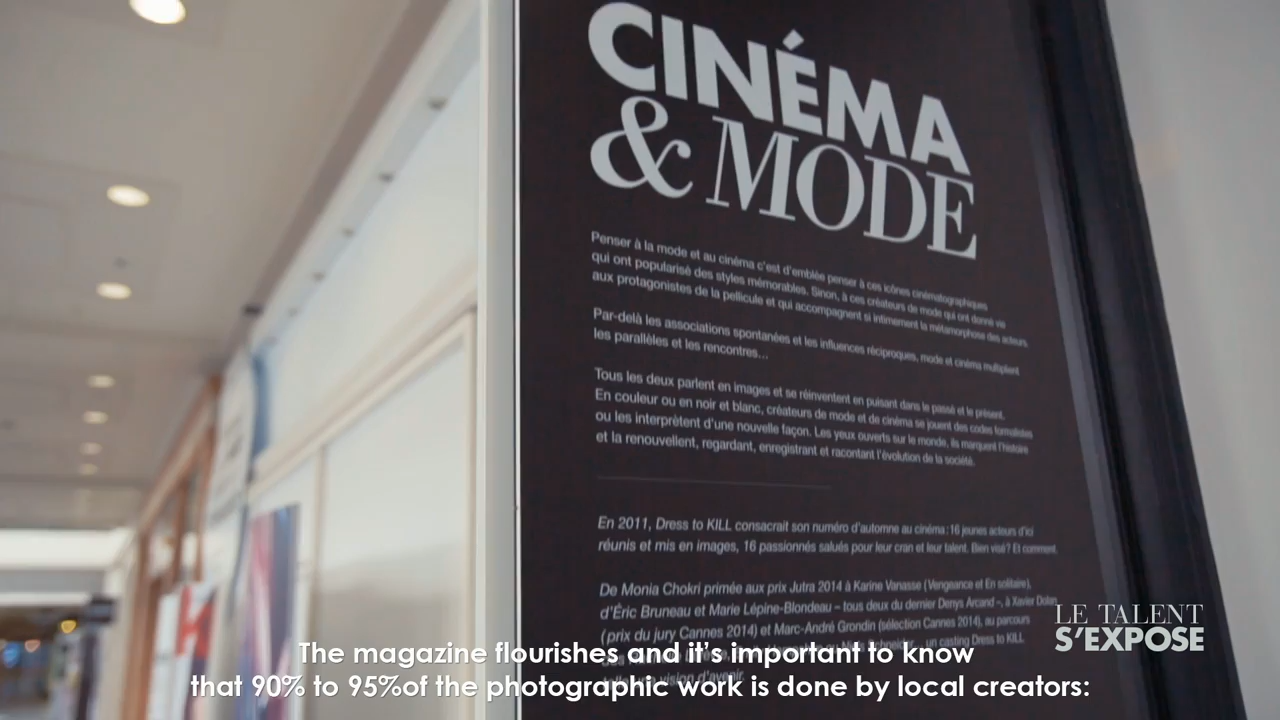 CINÉMA
& MODE
Penser à la mode et au cinéma c'est d'emblée penser à ces icônes cinématographiques
qui ont popularisé des styles mémorables. Sinon, à ces créateurs de mode qui ont donné vie
aux protagonistes de la pellicule et qui accompagnent si intimement la métamorphose des acteurs.
Par-delà les associations spontanées et les influences réciproques, mode et cinéma multiplient
les parallèles et les rencontres...
Tous les deux parlent en images et se réinventent en puisant dans le passé et le présent.
En couleur ou en noir et blanc, créateurs de mode et de cinéma se jouent des codes formalistes
ou les interprètent d'une nouvelle façon. Les yeux ouverts sur le monde, ils marquent l'histoire
et la renouvellent, regardant, enregistrant et racontant l'évolution de la société.
En 2011, Dress to KILL consacrait son numéro d'automne au cinéma : 16 jeunes acteurs d'ici
réunis et mis en images, 16 passionnés salués pour leur cran et leur talent. Bien visé? Et comment.
De Monia Chokri primée aux prix Jutra 2014 à Karine Vanasse (Vengeance et En solitaire),
d'Éric Bruneau et Marie Lépine-Blondeau – tous deux du dernier Denys Arcand –, à Xavier Dolan
(prix du jury Cannes 2014) et Marc-André Grondin (sélection Cannes 2014), au parcours
Schneider un casting Dress to KILL
vision d'avenir.
LE TALENT
S'EXPOSE
The magazine flourishes and it's important to know
that 90% to 95%of the photographic work is done by local creators: